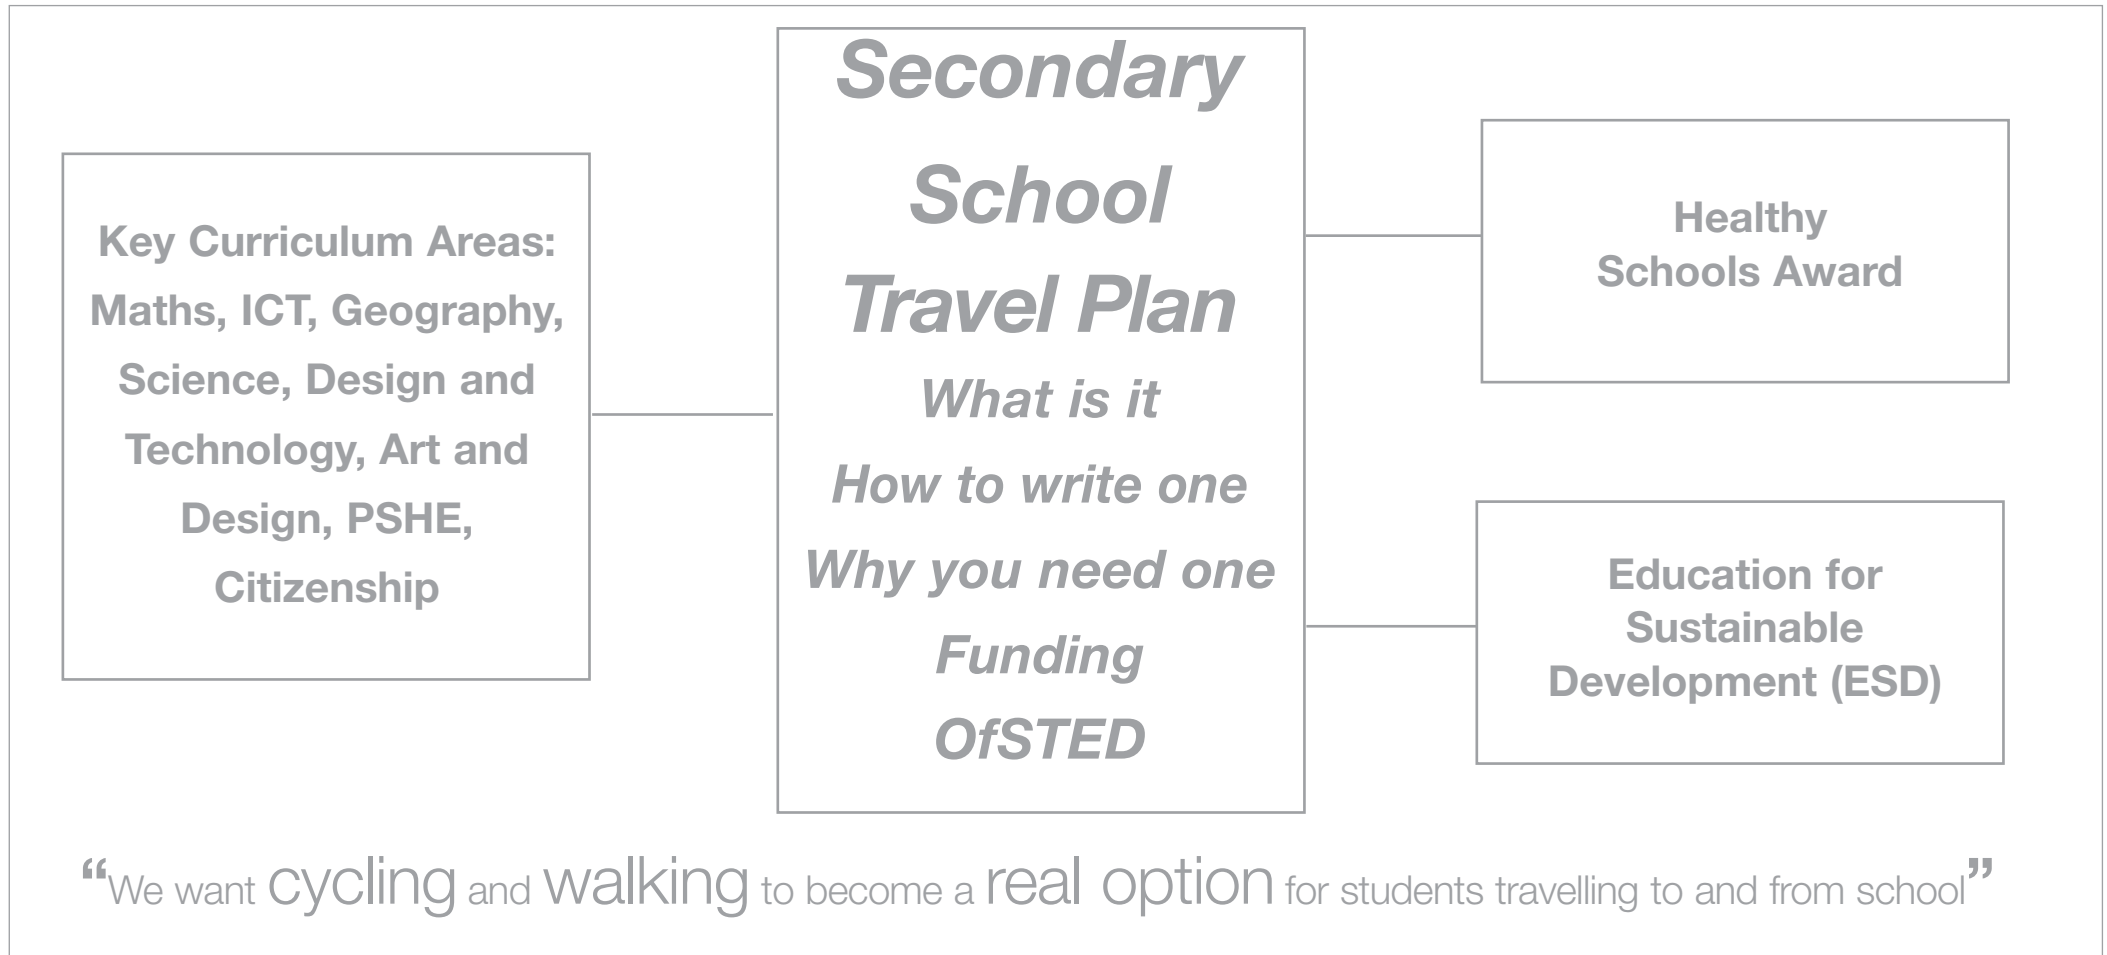 Key Curriculum Areas:
Maths, ICT, Geography,
Science, Design and
Technology, Art and
Design, PSHE,
Citizenship
Secondary
School
Travel Plan
What is it
How to write one
Why you need one
Funding
OfSTED
Healthy
Schools Award
Education for
Sustainable
Development (ESD)
“We want cycling and walking to become a real option for students travelling to and from school”